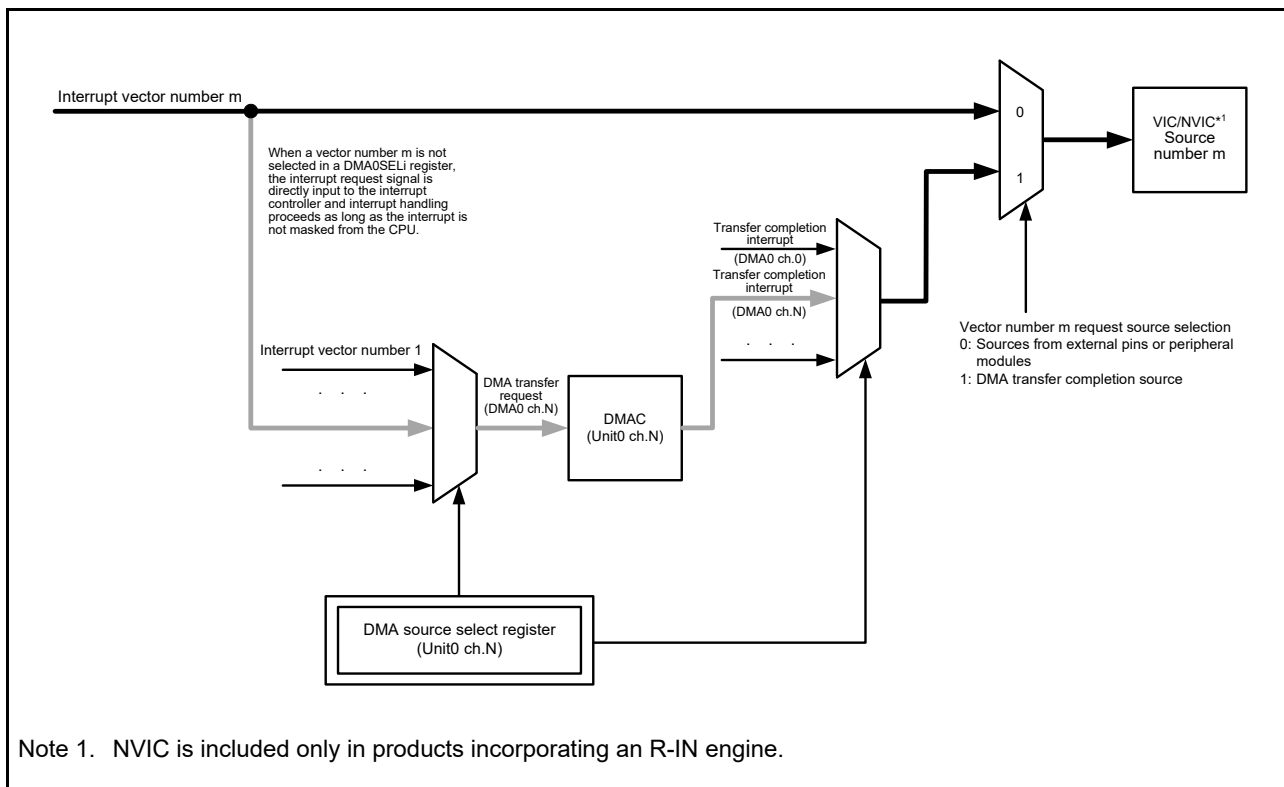 Interrupt vector number m
When a vector number m is not
selected in a DMA0SELi register,
the interrupt request signal is
directly input to the interrupt
controller and interrupt handling
proceeds as long as the interrupt is
not masked from the CPU.
0
1
VIC/NVIC*1
Source
number m
Transfer completion
interrupt
(DMA0 ch.0)
Transfer completion
interrupt
(DMA0 ch.N)
. . .
Vector number m request source selection
0: Sources from external pins or peripheral
modules
1: DMA transfer completion source
Interrupt vector number 1
. . .
. . .
DMA transfer
request
(DMA0 ch.N)
DMAC
(Unit0 ch.N)
DMA source select register
(Unit0 ch.N)
Note 1. NVIC is included only in products incorporating an R-IN engine.